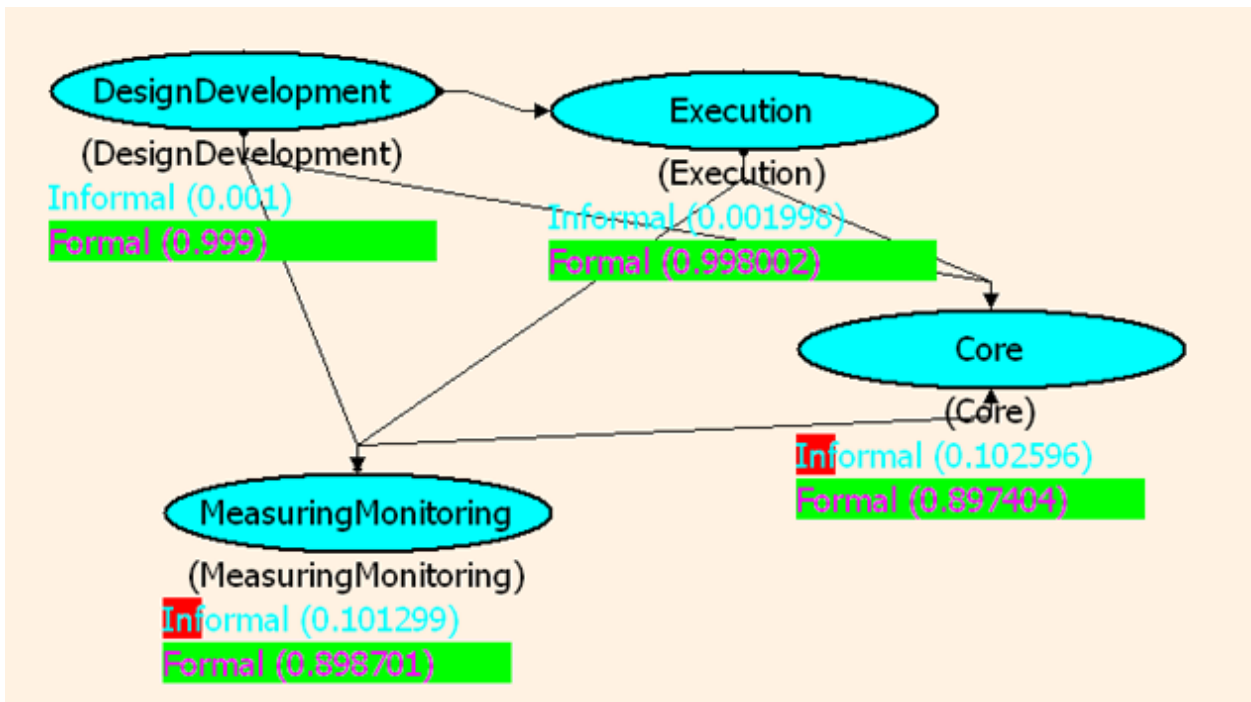 DesignDevelopment
(DesignDevelopment)
Informal (0.001)
Formal (0.999)
Execution
(Execution)
Informal (0.001998)
Formal (0.998002)
Core
(Core)
Informal (0.102596)
Formal (0.897404)
MeasuringMonitoring
(MeasuringMonitoring)
Informal (0.101299)
Formal (0.898701)